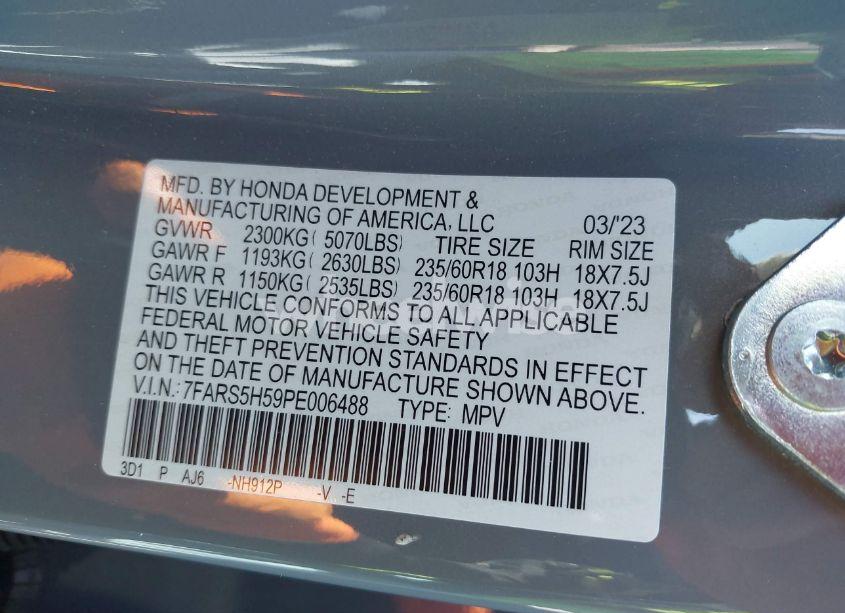 MFD. BY HONDA DEVELOPMENT &
MANUFACTURING OF AMERICA, LLC 03/'23
GVWR 2300KG( 5070LBS) TIRE SIZE RIM SIZE
GAWR F 1193KG( 2630LBS) 235/60R18 103H 18X7.5J
GAWR R 1150KG( 2535LBS) 235/60R18 103H 18X7.5J
THIS VEHICLE CONFORMS TO ALL APPLICABLE
FEDERAL MOTOR VEHICLE SAFETY
AND THEFT PREVENTION STANDARDS IN EFFECT
ON THE DATE OF MANUFACTURE SHOWN ABOVE.
V.I.N.: 7FARS5H59PE006488 TYPE: MPV
3D1 P AJ6 -NH912P -V -E